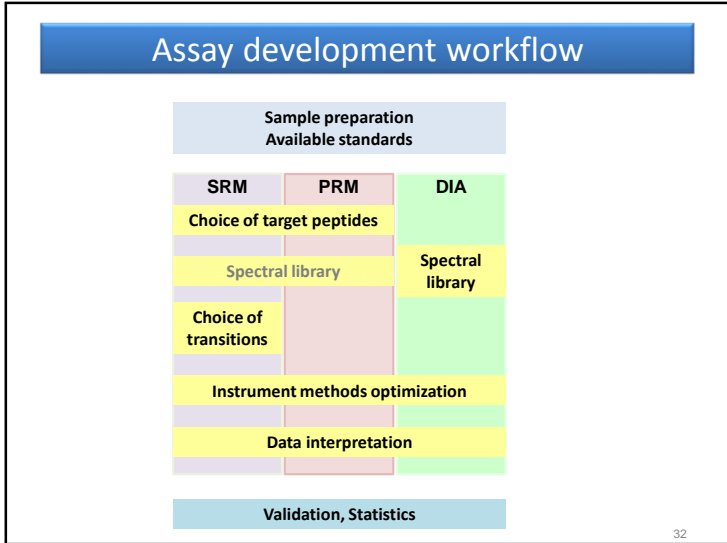 Assay development workflow
Sample preparation
Available standards
SRM
PRM
DIA
Choice of target peptides
Spectral library
Spectral
library
Choice of
transitions
Instrument methods optimization
Data interpretation
Validation, Statistics
32